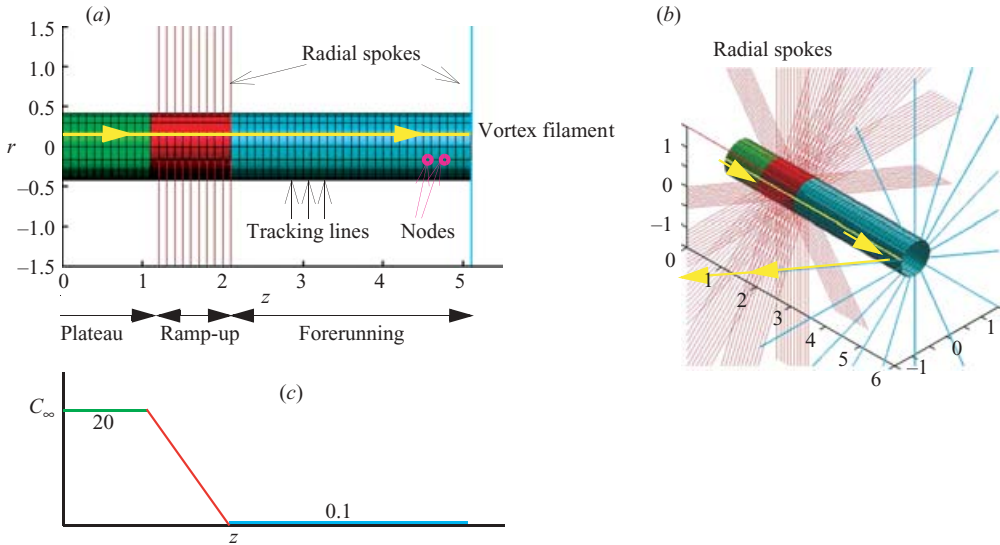 (a)
1.5
1.0
0.5
r
0
−0.5
−1.0
−1.5
Radial spokes
Vortex filament
Tracking lines
Nodes
0
1
2
3
4
5
z
Plateau
Ramp-up
Forerunning
(b)
Radial spokes
1
0
−1
0
1
2
3
4
5
6
−1
0
1
(c)
C∞
20
0.1
z